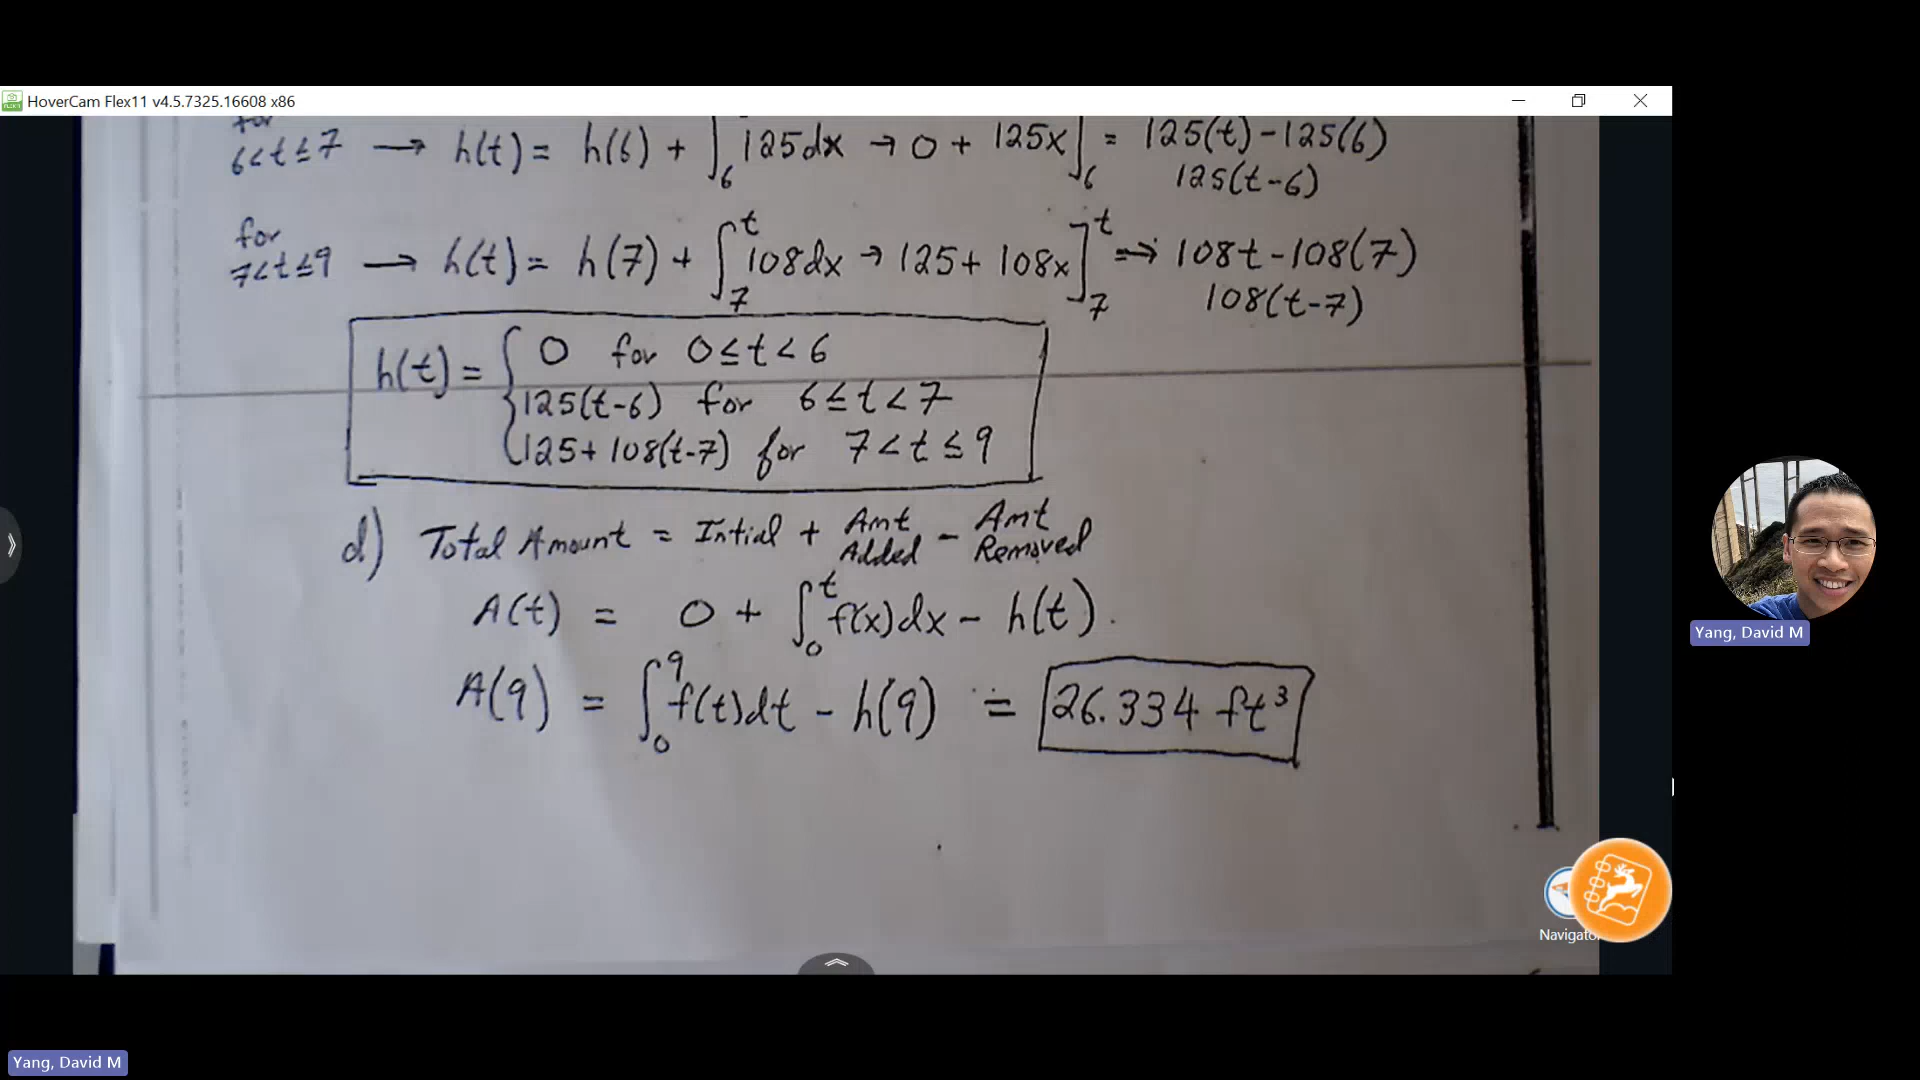 HoverCam Flex11 v4.5.7325.16608 x86
for
6<t≤7 → h(t) = h(6) + ∫₆ 125dx → 0 + 125x]₆ = 125(t) - 125(6)
125(t-6)
for
7<t≤9 → h(t) = h(7) + ∫₇ᵗ 108dx → 125 + 108x]₇ᵗ ⇒ 108t - 108(7)
108(t-7)
h(t) = { 0 for 0≤t<6
125(t-6) for 6≤t<7
125+108(t-7) for 7<t≤9
d) Total Amount = Intial + Amt Added - Amt Removed
A(t) = 0 + ∫₀ᵗ f(x)dx - h(t).
A(9) = ∫₀⁹ f(t)dt - h(9) = 26.334 ft³
Yang, David M
Navigato
Yang, David M